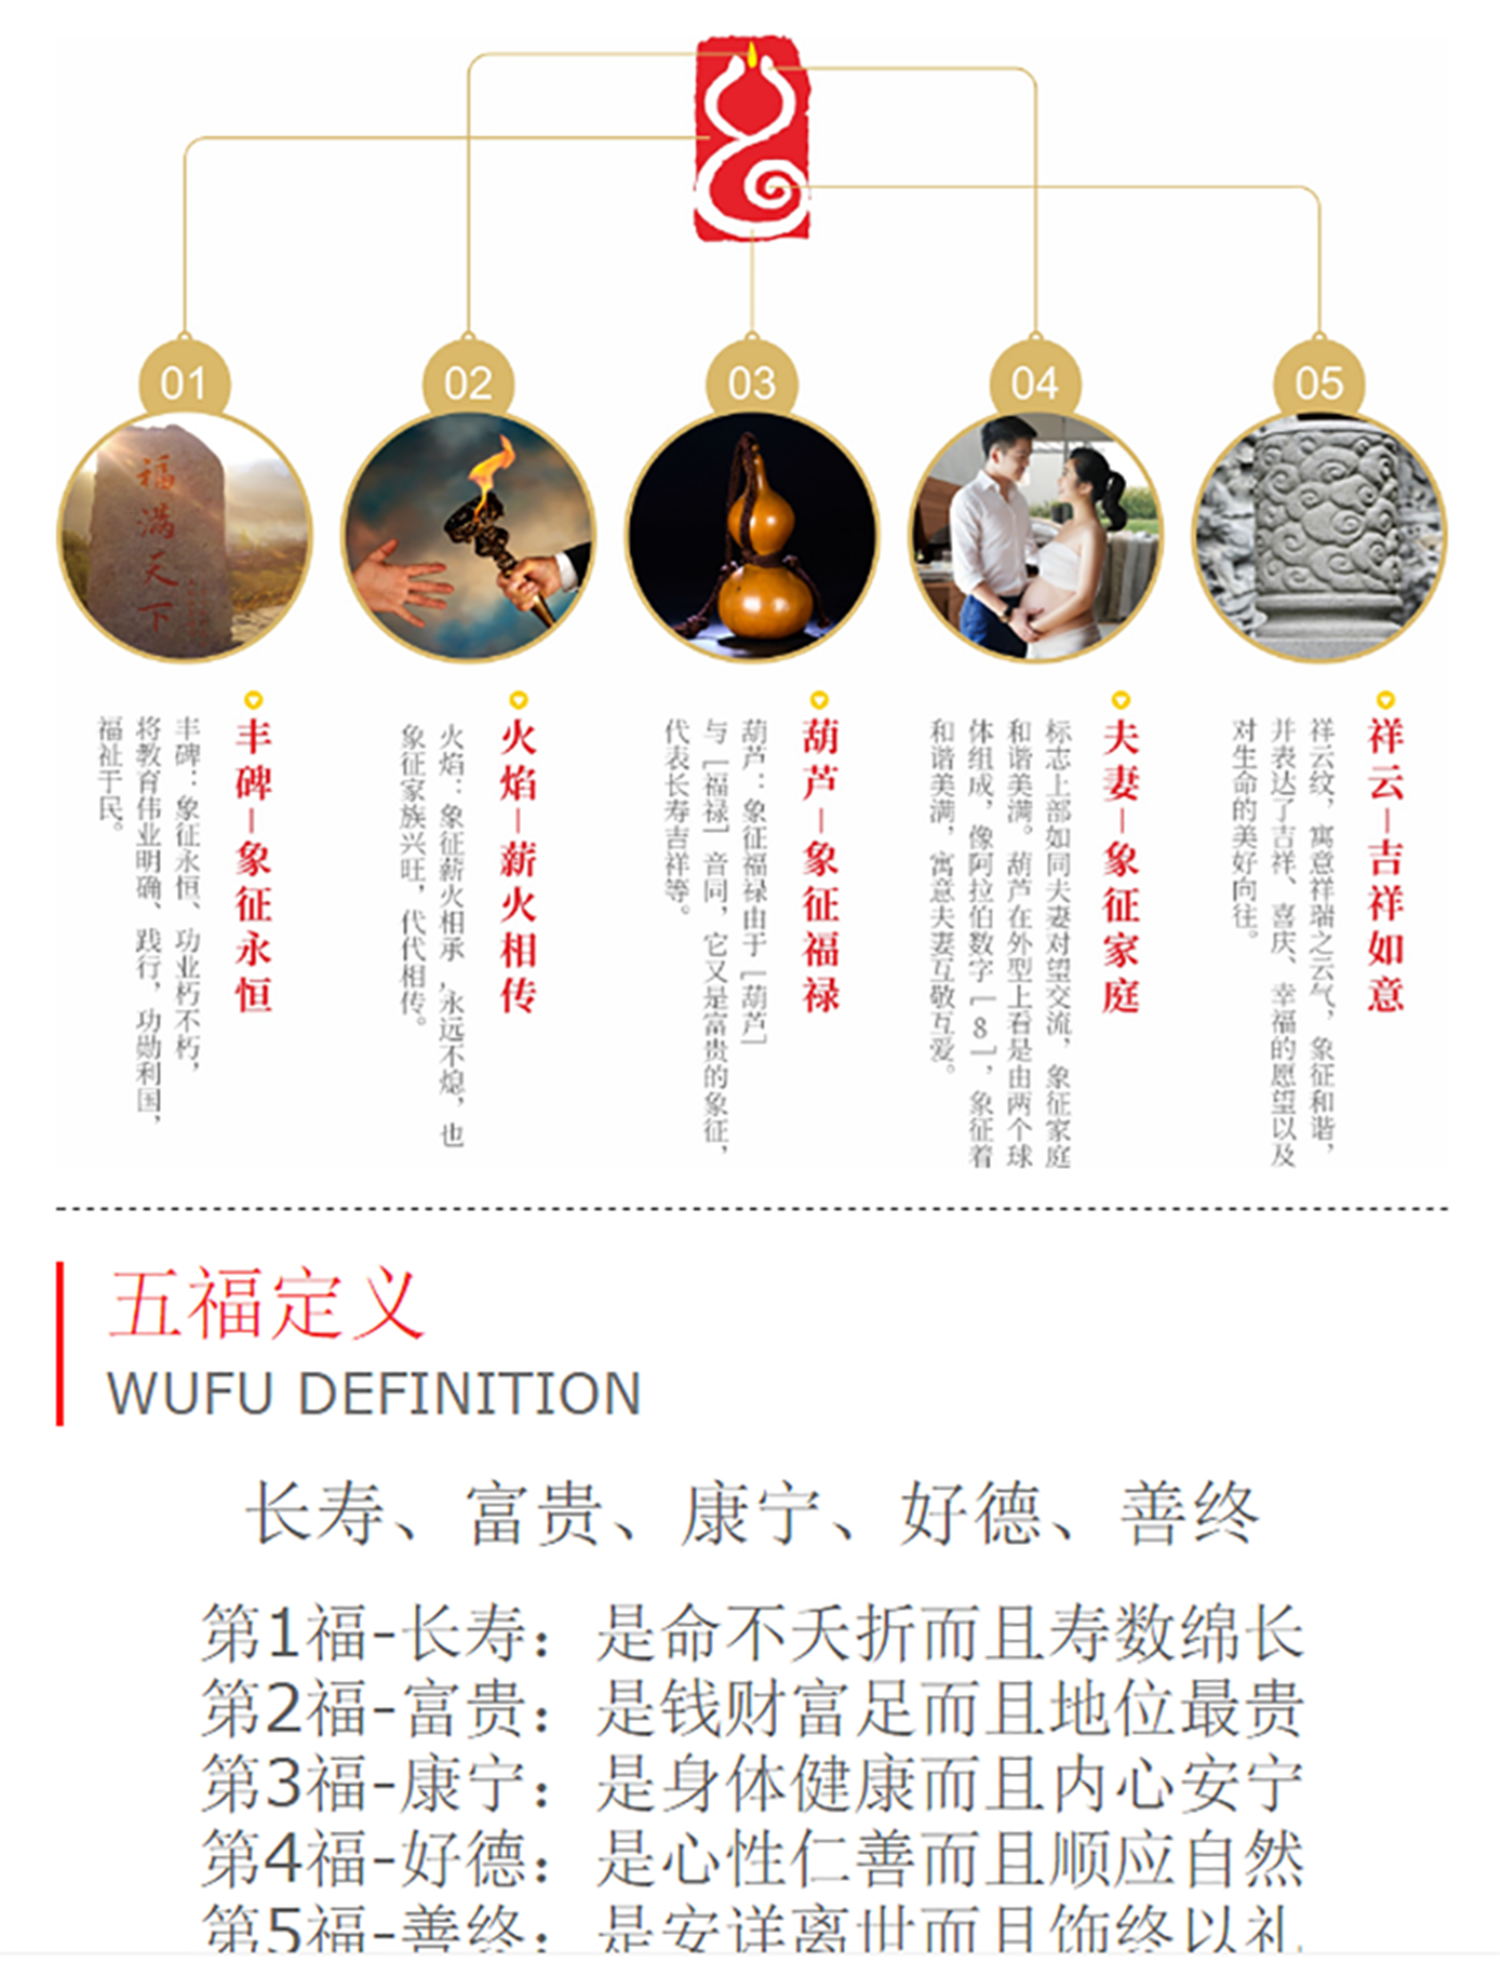 01
02
03
04
05
福满天下
丰碑—象征永恒
丰碑：象征永恒、功业朽不朽，
将教育伟业明确、践行，功勋利国，
福祉于民。
火焰—薪火相传
火焰：象征薪火相承，永远不熄，也
象征家族兴旺，代代相传。
葫芦—象征福禄
葫芦：象征福禄由于「葫芦」
与「福禄」音同，它又是富贵的象征，
代表长寿吉祥等。
夫妻—象征家庭
标志上部如同夫妻对望交流，象征家庭
和谐美满。葫芦在外型上看是由两个球
体组成，像阿拉伯数字「8」，象征着
和谐美满，寓意夫妻互敬互爱。
祥云—吉祥如意
祥云纹，寓意祥瑞之云气，象征和谐，
并表达了吉祥、喜庆、幸福的愿望以及
对生命的美好向往。
五福定义
WUFU DEFINITION
长寿、富贵、康宁、好德、善终
第1福-长寿：是命不夭折而且寿数绵长
第2福-富贵：是钱财富足而且地位最贵
第3福-康宁：是身体健康而且内心安宁
第4福-好德：是心性仁善而且顺应自然
第5福-善终：是安详离世而且饰终以礼